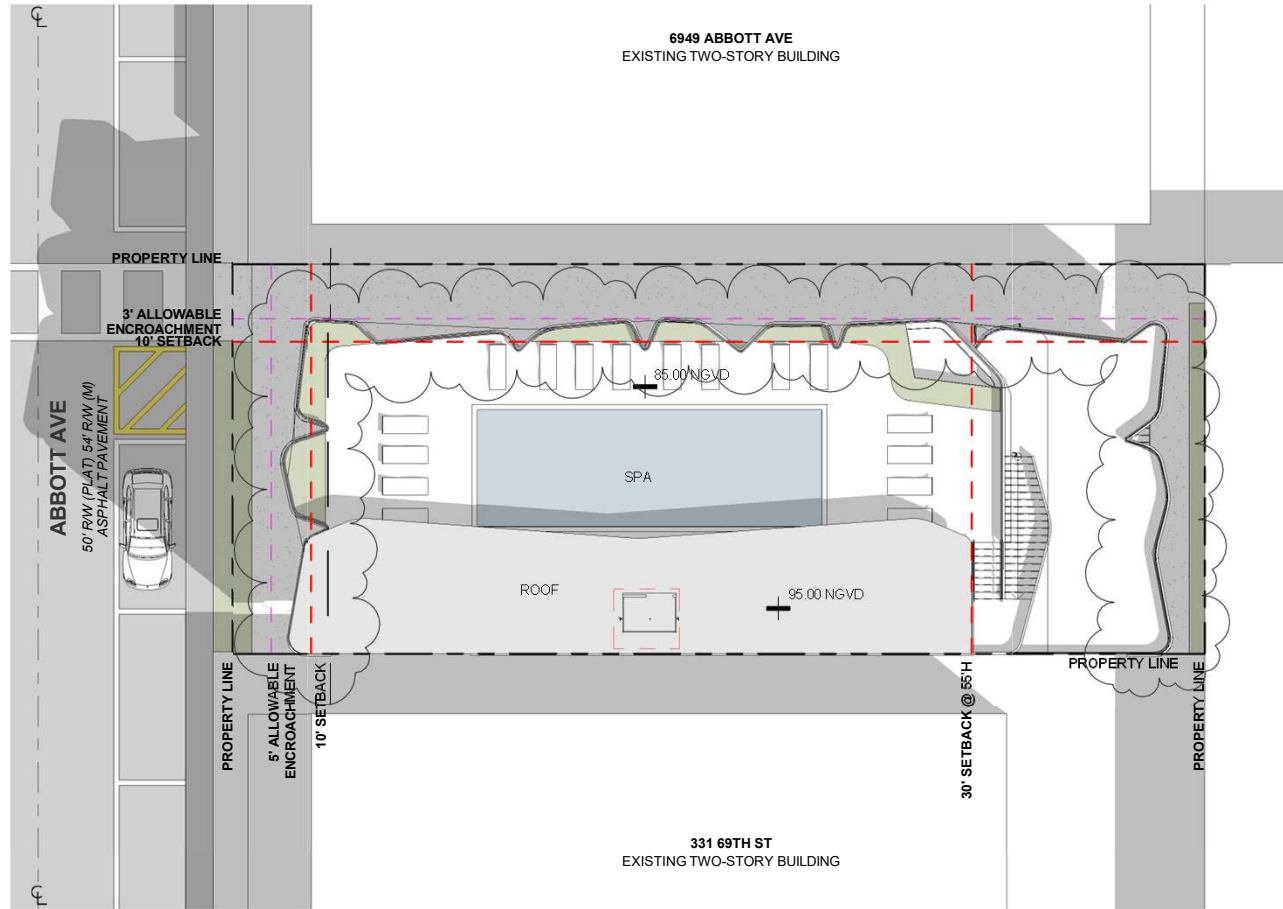 ℄
6949 ABBOTT AVE
EXISTING TWO-STORY BUILDING
PROPERTY LINE
3' ALLOWABLE
ENCROACHMENT
10' SETBACK
85.00 NGVD
ABBOTT AVE
50' R/W (PLAT) 54' R/W (M)
ASPHALT PAVEMENT
SPA
ROOF
95.00 NGVD
PROPERTY LINE
PROPERTY LINE
5' ALLOWABLE
ENCROACHMENT
10' SETBACK
30' SETBACK @ 55'H
PROPERTY LINE
331 69TH ST
EXISTING TWO-STORY BUILDING
℄